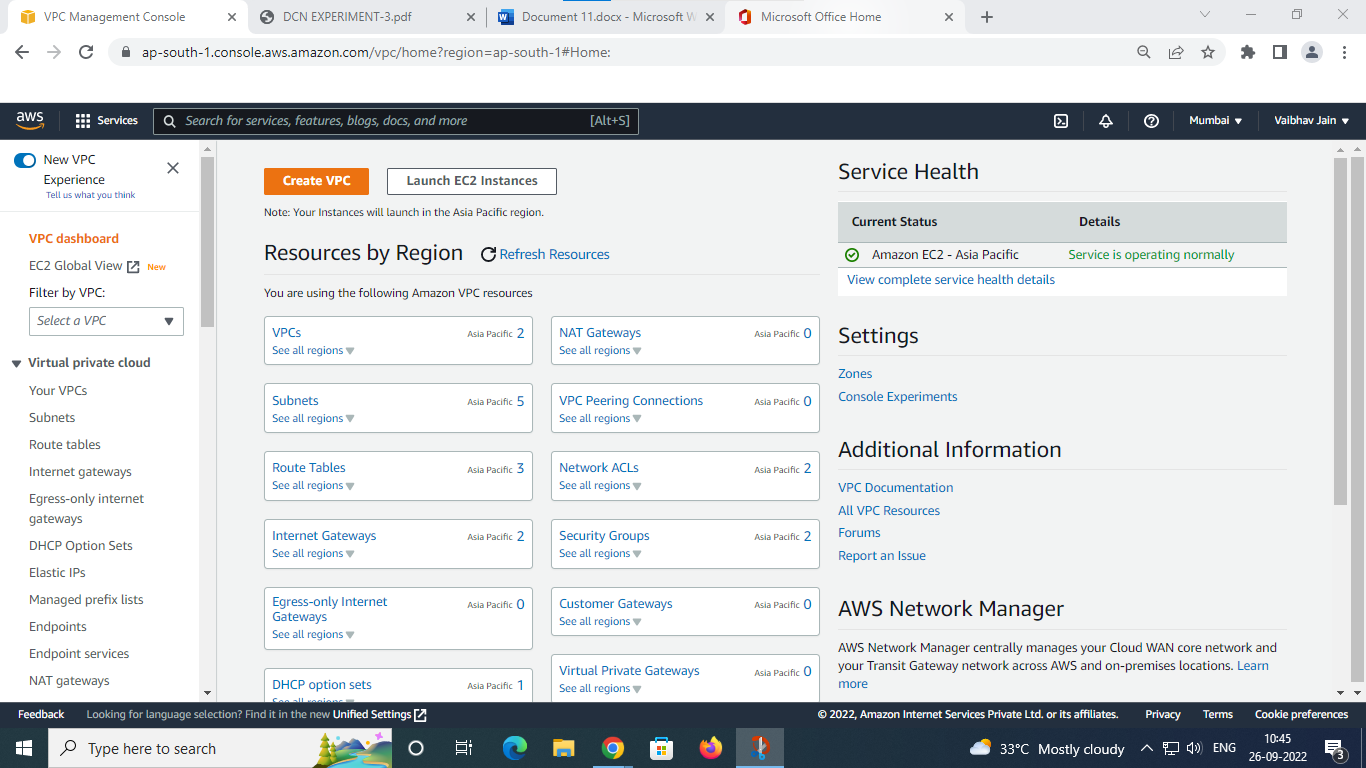 VPC Management Console
DCN EXPERIMENT-3.pdf
Document 11.docx - Microsoft W
Microsoft Office Home
ap-south-1.console.aws.amazon.com/vpc/home?region=ap-south-1#Home:
aws
Services
Search for services, features, blogs, docs, and more
[Alt+S]
Mumbai
Vaibhav Jain
New VPC
Experience
Tell us what you think
VPC dashboard
EC2 Global View
New
Filter by VPC:
Select a VPC
Virtual private cloud
Your VPCs
Subnets
Route tables
Internet gateways
Egress-only internet
gateways
DHCP Option Sets
Elastic IPs
Managed prefix lists
Endpoints
Endpoint services
NAT gateways
Create VPC
Launch EC2 Instances
Note: Your Instances will launch in the Asia Pacific region.
Resources by Region
Refresh Resources
You are using the following Amazon VPC resources
VPCs
Asia Pacific 2
See all regions
NAT Gateways
Asia Pacific 0
See all regions
Subnets
Asia Pacific 5
See all regions
VPC Peering Connections
Asia Pacific 0
See all regions
Route Tables
Asia Pacific 3
See all regions
Network ACLs
Asia Pacific 2
See all regions
Internet Gateways
Asia Pacific 2
See all regions
Security Groups
Asia Pacific 2
See all regions
Egress-only Internet
Gateways
Asia Pacific 0
See all regions
Customer Gateways
Asia Pacific 0
See all regions
DHCP option sets
Asia Pacific 1
See all regions
Virtual Private Gateways
Asia Pacific 0
See all regions
Service Health
Current Status
Details
Amazon EC2 - Asia Pacific
Service is operating normally
View complete service health details
Settings
Zones
Console Experiments
Additional Information
VPC Documentation
All VPC Resources
Forums
Report an Issue
AWS Network Manager
AWS Network Manager centrally manages your Cloud WAN core network and
your Transit Gateway network across AWS and on-premises locations. Learn
more
Feedback
Looking for language selection? Find it in the new Unified Settings
© 2022, Amazon Internet Services Private Ltd. or its affiliates.
Privacy
Terms
Cookie preferences
Type here to search
33°C Mostly cloudy
ENG
10:45
26-09-2022
3